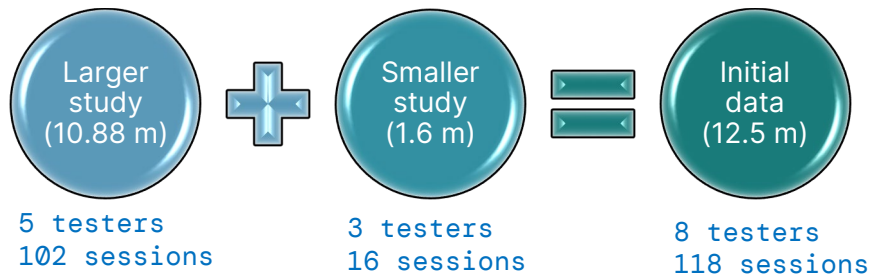 Larger
study
(10.88 m)
Smaller
study
(1.6 m)
Initial
data
(12.5 m)
5 testers
102 sessions
3 testers
16 sessions
8 testers
118 sessions